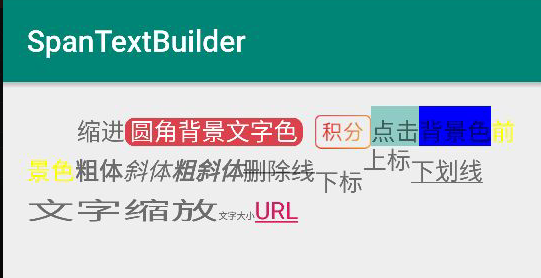 SpanTextBuilder
缩进圆角背景文字色 积分点击背景色前
景色粗体斜体粗斜体删除线下标上标下划线
文字缩放文字大小URL